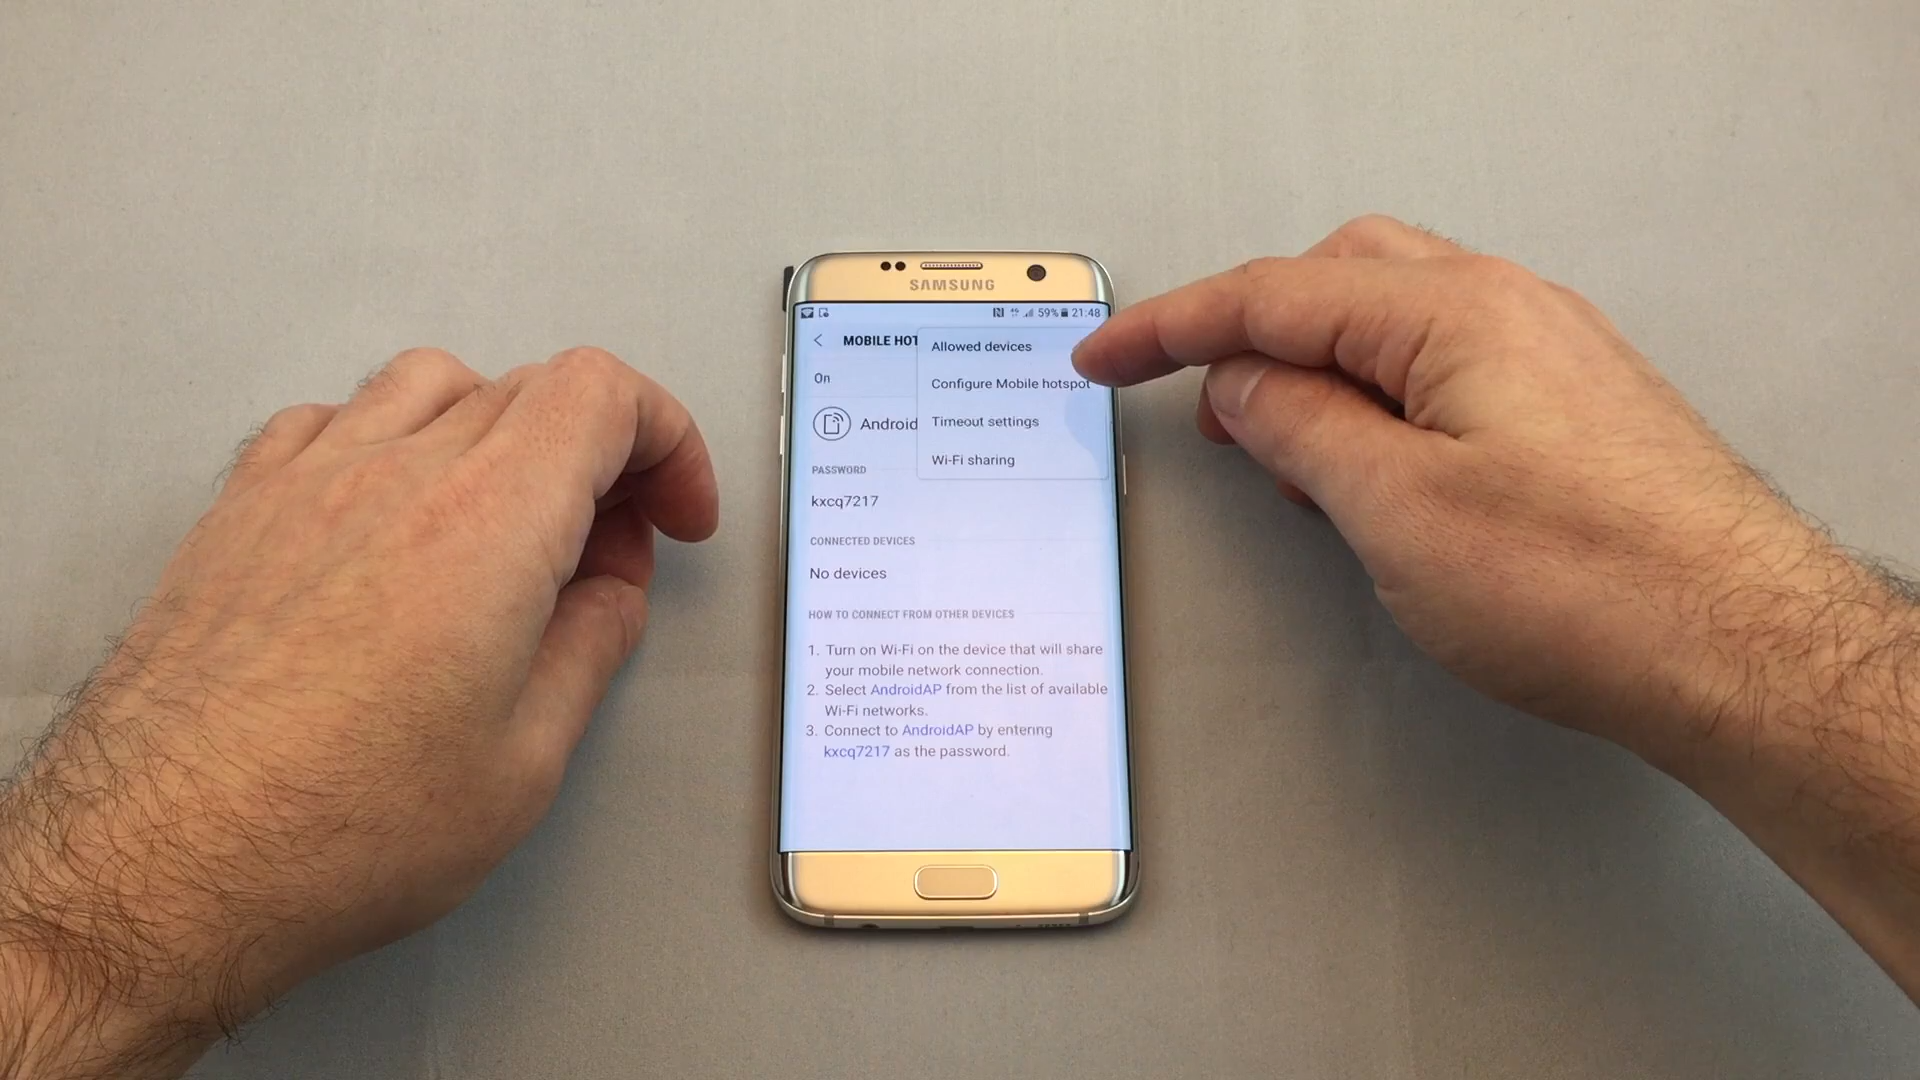 SAMSUNG
59% 21:48
MOBILE HOT
Allowed devices
On
Configure Mobile hotspot
Android
Timeout settings
Wi-Fi sharing
PASSWORD
kxcq7217
CONNECTED DEVICES
No devices
HOW TO CONNECT FROM OTHER DEVICES
1. Turn on Wi-Fi on the device that will share
your mobile network connection.
2. Select AndroidAP from the list of available
Wi-Fi networks.
3. Connect to AndroidAP by entering
kxcq7217 as the password.